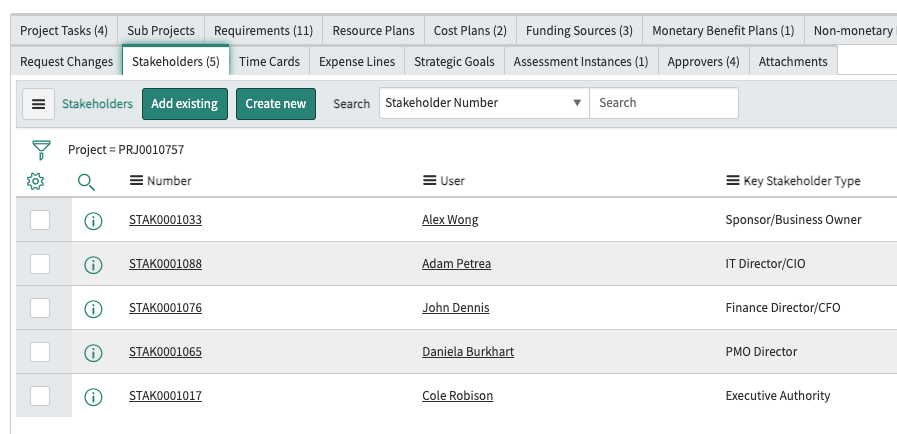 Project Tasks (4) Sub Projects Requirements (11) Resource Plans Cost Plans (2) Funding Sources (3) Monetary Benefit Plans (1) Non-monetary
Request Changes Stakeholders (5) Time Cards Expense Lines Strategic Goals Assessment Instances (1) Approvers (4) Attachments
Stakeholders Add existing Create new Search Stakeholder Number Search
Project = PRJ0010757
Number User Key Stakeholder Type
STAK0001033 Alex Wong Sponsor/Business Owner
STAK0001088 Adam Petrea IT Director/CIO
STAK0001076 John Dennis Finance Director/CFO
STAK0001065 Daniela Burkhart PMO Director
STAK0001017 Cole Robison Executive Authority